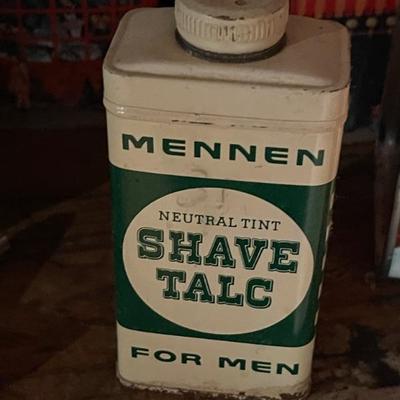 MENNEN
NEUTRAL TINT
SHAVE
TALC
FOR MEN